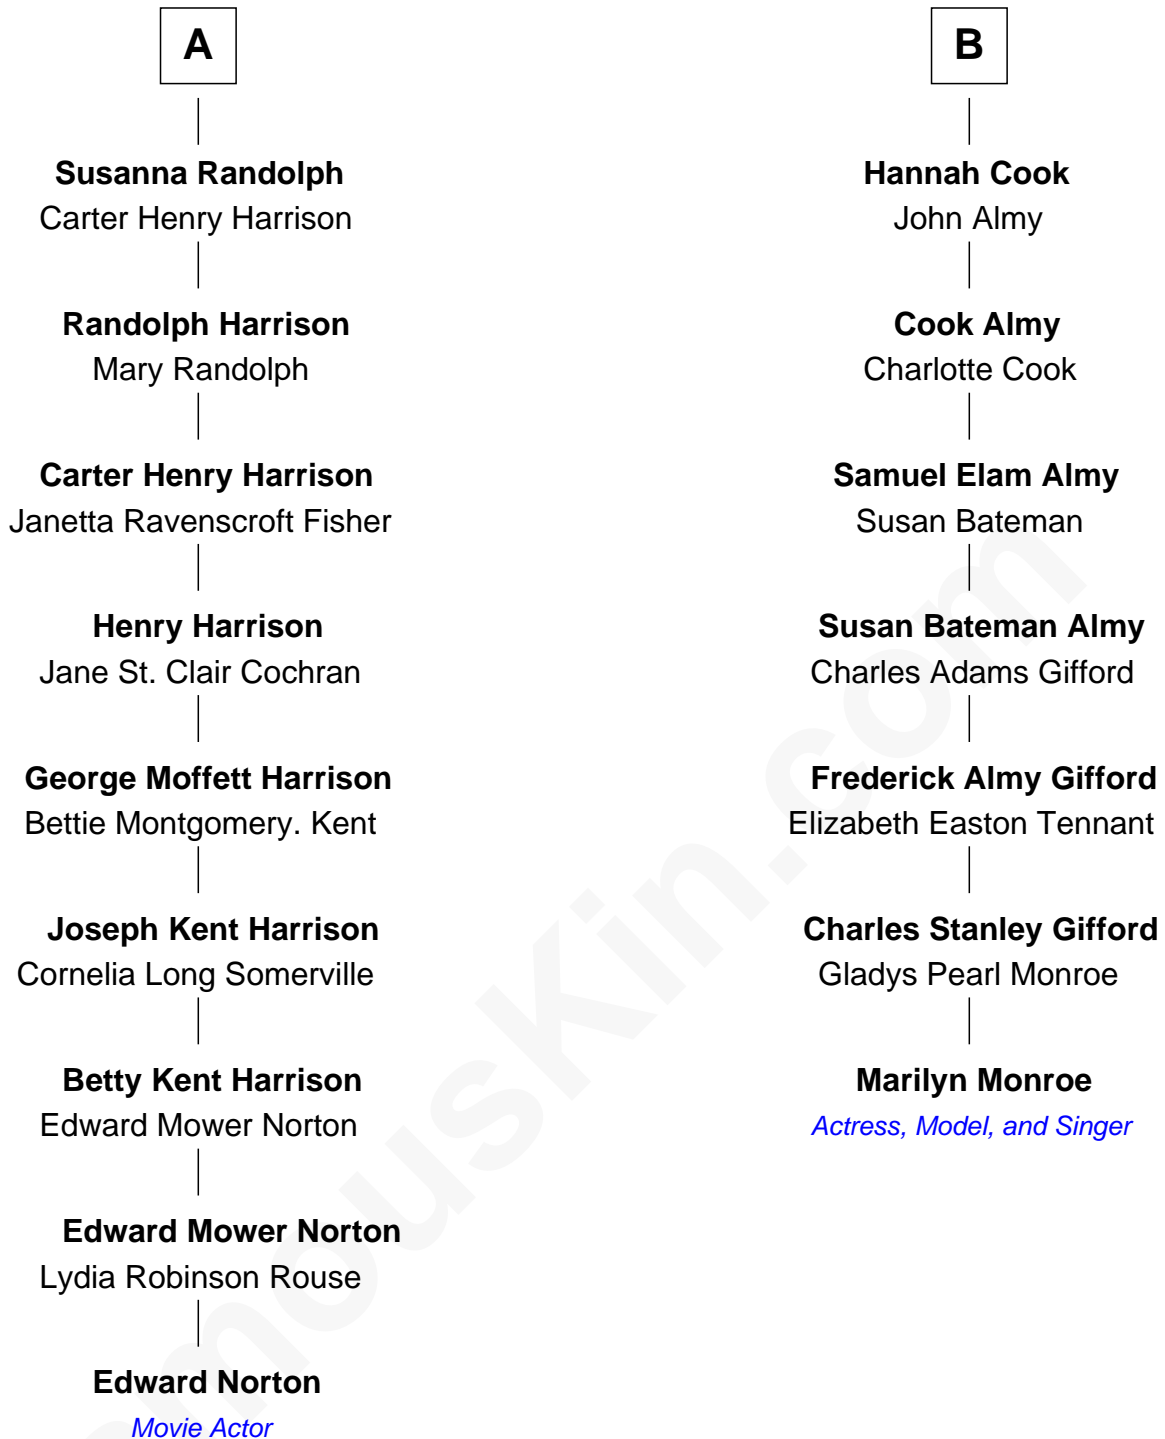 A
Susanna Randolph
Carter Henry Harrison
Randolph Harrison
Mary Randolph
Carter Henry Harrison
Janetta Ravenscroft Fisher
Henry Harrison
Jane St. Clair Cochran
George Moffett Harrison
Bettie Montgomery. Kent
Joseph Kent Harrison
Cornelia Long Somerville
Betty Kent Harrison
Edward Mower Norton
Edward Mower Norton
Lydia Robinson Rouse
Edward Norton
Movie Actor
B
Hannah Cook
John Almy
Cook Almy
Charlotte Cook
Samuel Elam Almy
Susan Bateman
Susan Bateman Almy
Charles Adams Gifford
Frederick Almy Gifford
Elizabeth Easton Tennant
Charles Stanley Gifford
Gladys Pearl Monroe
Marilyn Monroe
Actress, Model, and Singer
mouskin.com